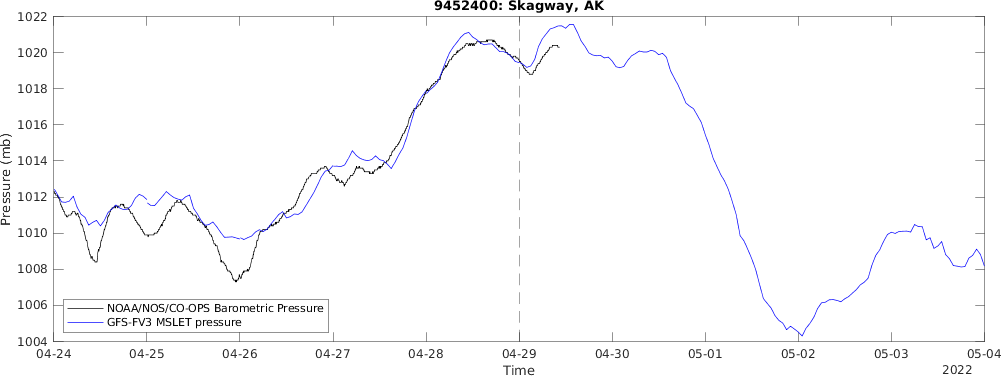 9452400: Skagway, AK
1022
1020
1018
1016
1014
1012
1010
1008
1006
1004
Pressure (mb)
NOAA/NOS/CO-OPS Barometric Pressure
GFS-FV3 MSLET pressure
04-24 04-25 04-26 04-27 04-28 04-29 04-30 05-01 05-02 05-03 05-04
Time 2022